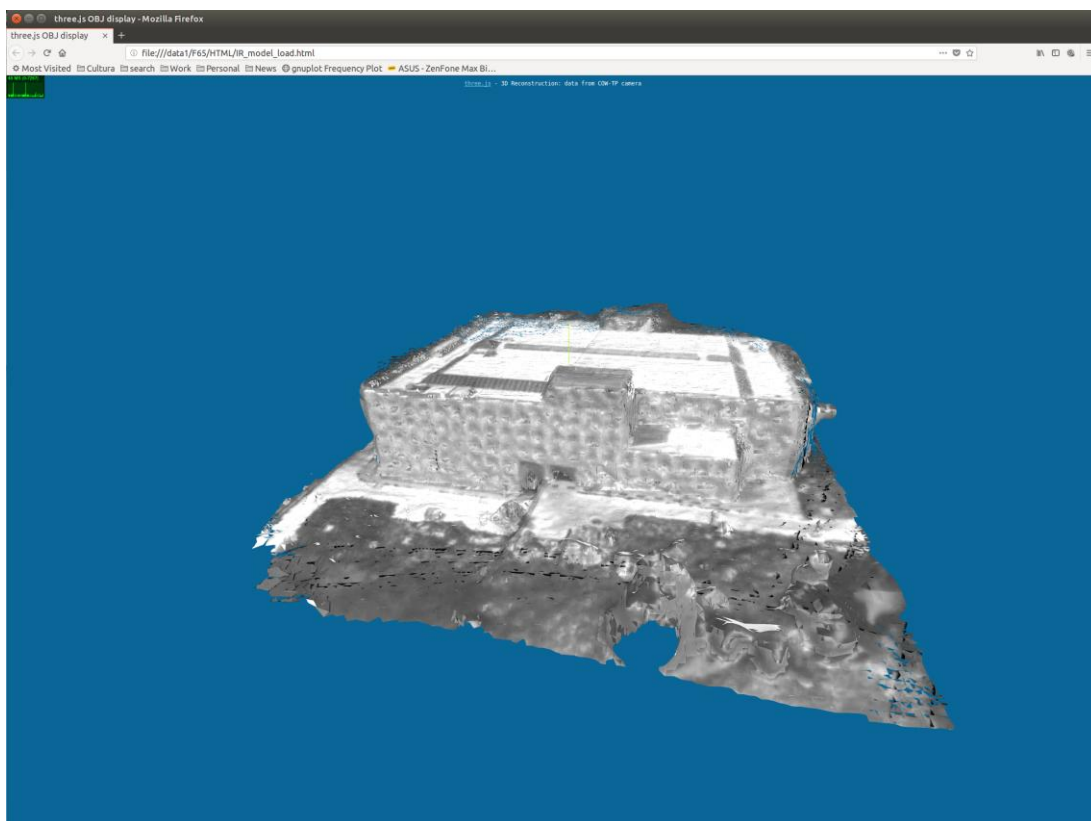 three.js OBJ display - Mozilla Firefox
three.js OBJ display × +
file:///data1/F65/HTML/IR_model_load.html
Most Visited Cultura search Work Personal News gnuplot Frequency Plot ASUS - ZenFone Max Bi...
three.js - 3D Reconstruction: data from COW-TP camera